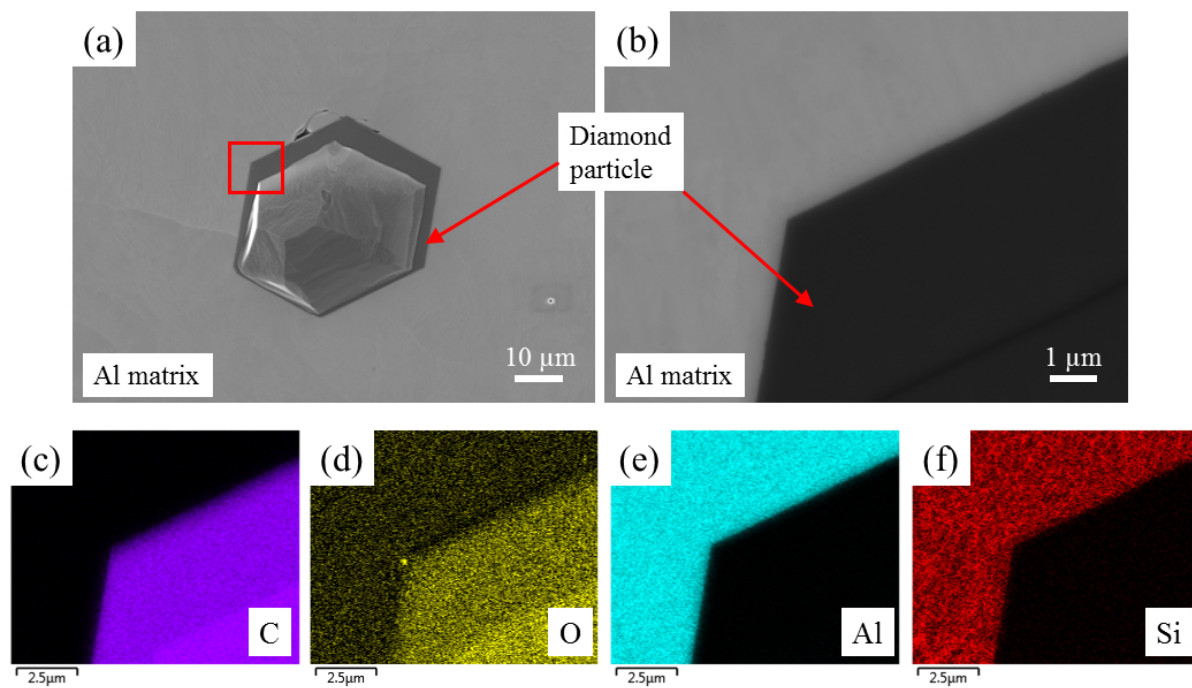 (a)
(b)
Diamond
particle
Al matrix
10 µm
Al matrix
1 µm
(c)
(d)
(e)
(f)
C
O
Al
Si
2.5µm
2.5µm
2.5µm
2.5µm